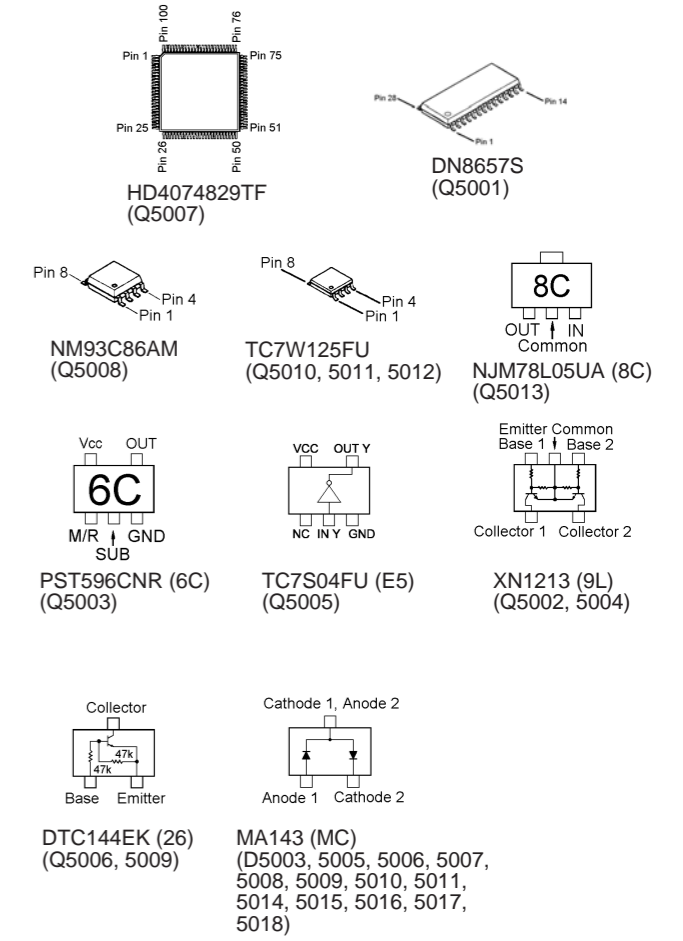 Pin 100
Pin 76
Pin 1
Pin 75
Pin 25
Pin 51
Pin 26
Pin 50
HD4074829TF
(Q5007)
Pin 28
Pin 14
Pin 1
DN8657S
(Q5001)
Pin 8
Pin 4
Pin 1
NM93C86AM
(Q5008)
Pin 8
Pin 4
Pin 1
TC7W125FU
(Q5010, 5011, 5012)
8C
OUT IN
Common
NJM78L05UA (8C)
(Q5013)
Vcc OUT
6C
M/R GND
SUB
PST596CNR (6C)
(Q5003)
VCC OUT Y
NC IN Y GND
TC7S04FU (E5)
(Q5005)
Emitter Common
Base 1 Base 2
Collector 1 Collector 2
XN1213 (9L)
(Q5002, 5004)
Collector
47k
47k
Base Emitter
DTC144EK (26)
(Q5006, 5009)
Cathode 1, Anode 2
Anode 1 Cathode 2
MA143 (MC)
(D5003, 5005, 5006, 5007,
5008, 5009, 5010, 5011,
5014, 5015, 5016, 5017,
5018)